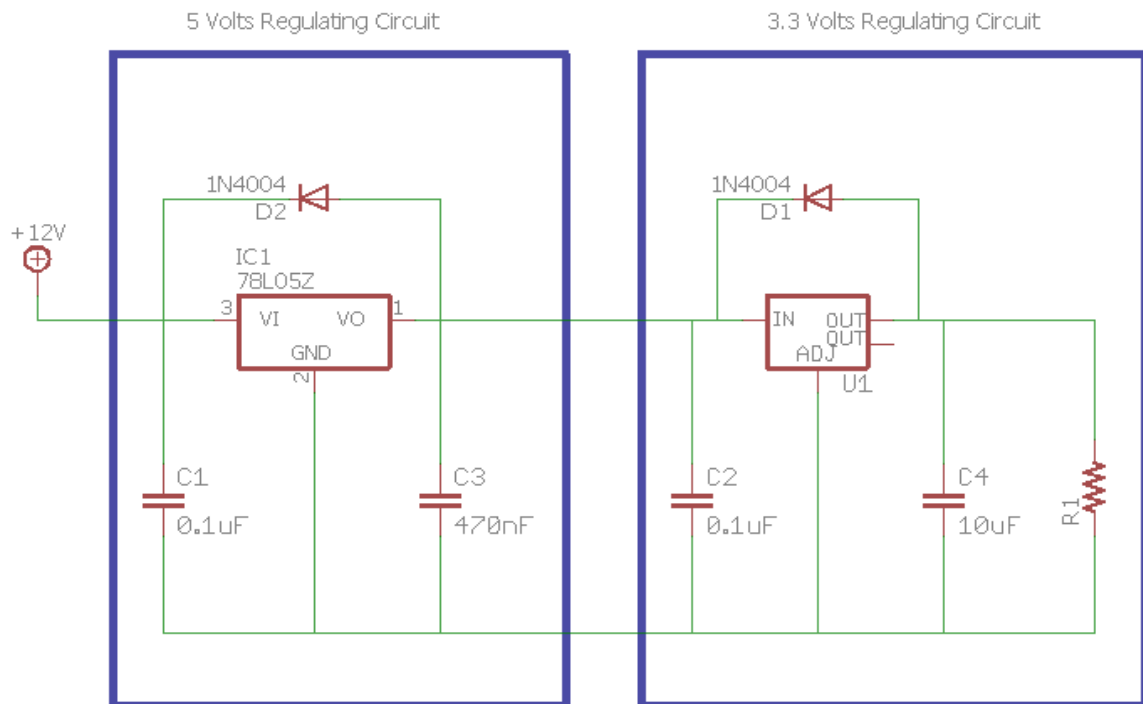 5 Volts Regulating Circuit
3.3 Volts Regulating Circuit
1N4004
D2
1N4004
D1
+12V
IC1
78L05Z
3
VI
VO
1
GND
2
IN
OUT
OUT
ADJ
U1
C1
0.1uF
C3
470nF
C2
0.1uF
C4
10uF
R1